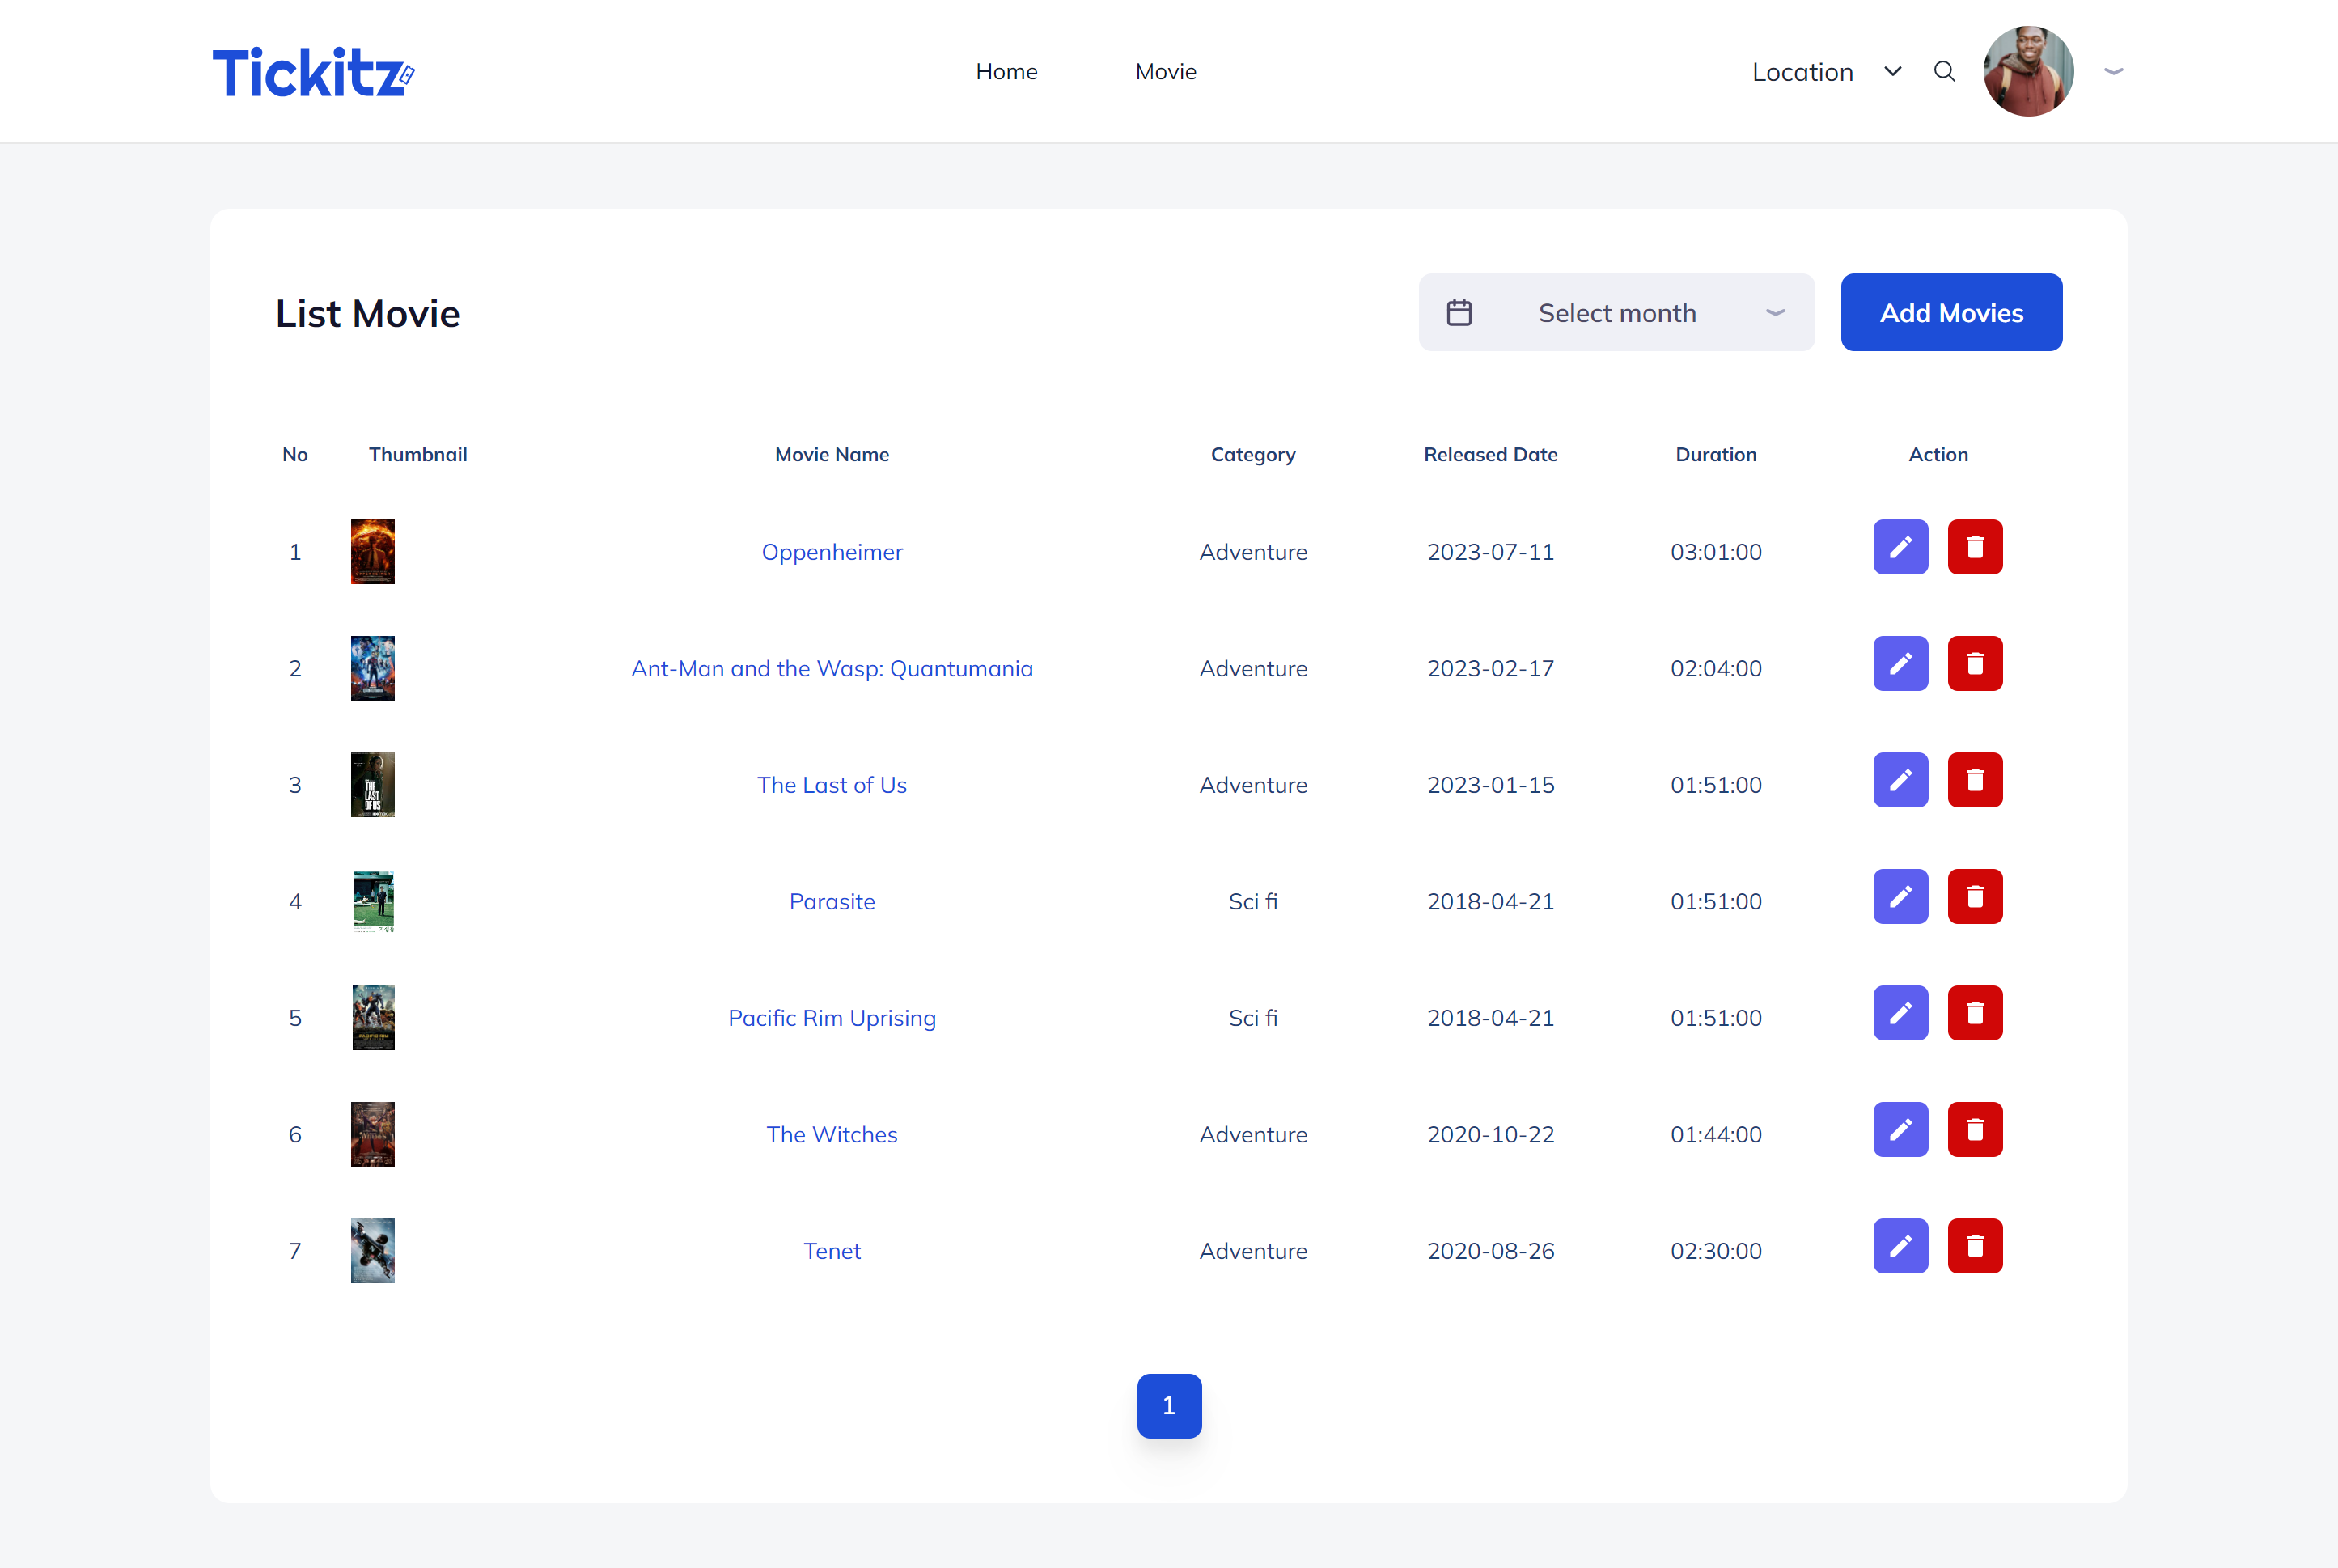 Tickitz
Home Movie Location
List Movie Select month Add Movies
No Thumbnail Movie Name Category Released Date Duration Action
1 Oppenheimer Adventure 2023-07-11 03:01:00
2 Ant-Man and the Wasp: Quantumania Adventure 2023-02-17 02:04:00
3 THE LAST OF US The Last of Us Adventure 2023-01-15 01:51:00
4 Parasite Sci fi 2018-04-21 01:51:00
5 Pacific Rim Uprising Sci fi 2018-04-21 01:51:00
6 The Witches Adventure 2020-10-22 01:44:00
7 Tenet Adventure 2020-08-26 02:30:00
1